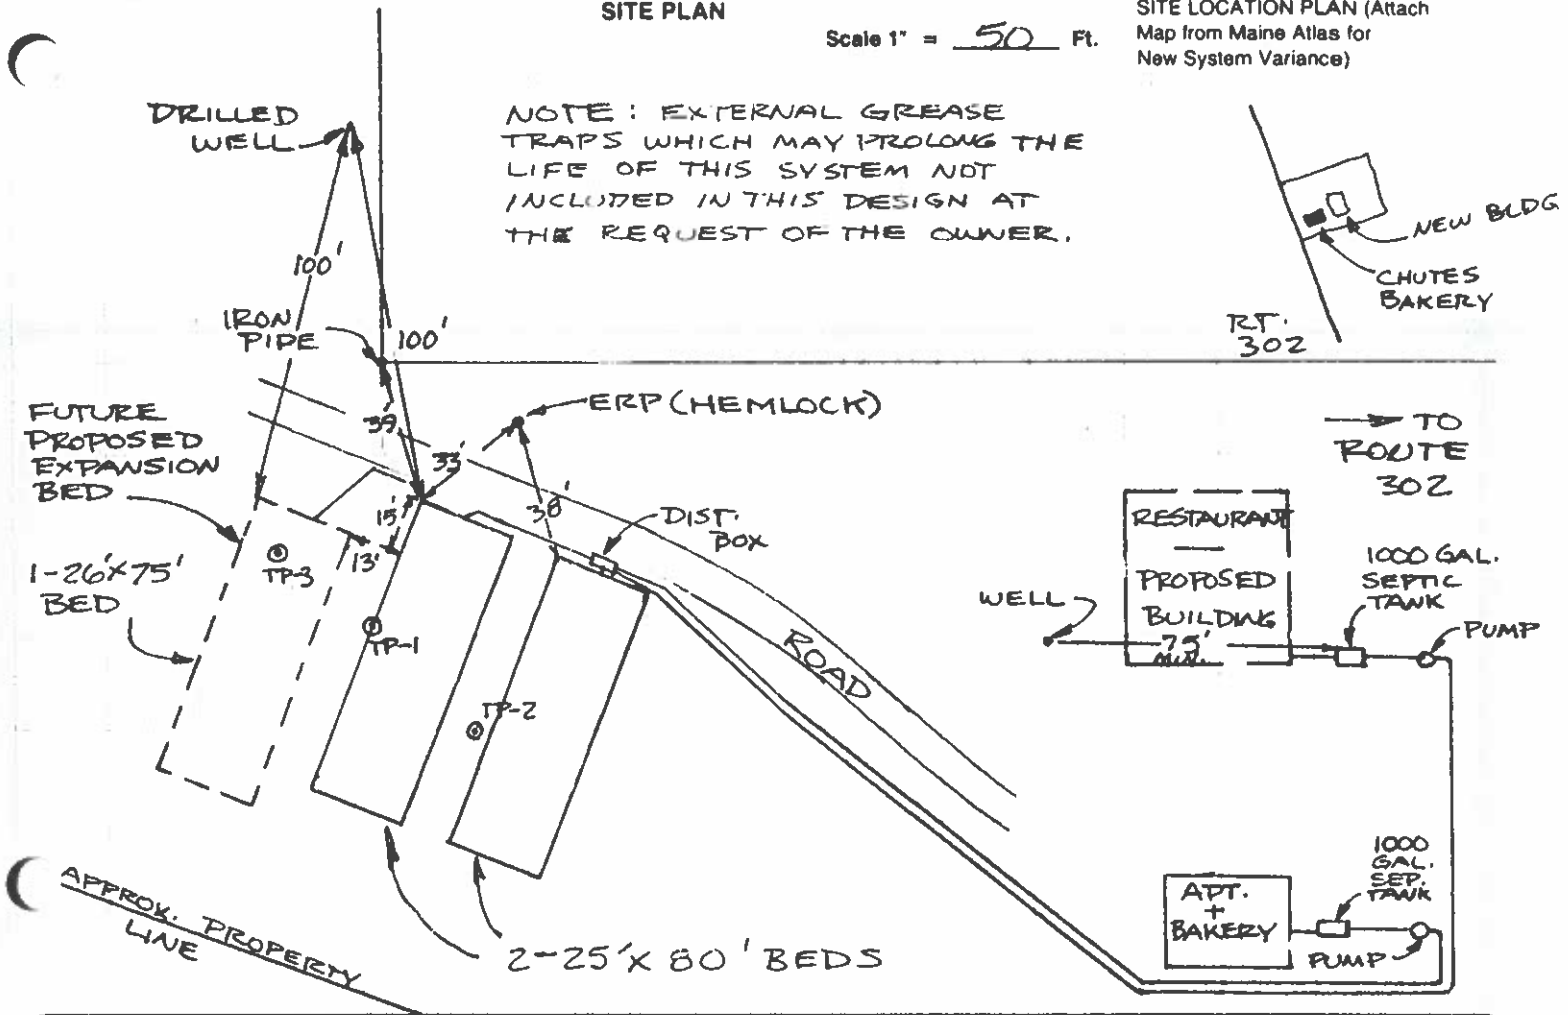 SITE PLAN
Scale 1" = 50 Ft.
SITE LOCATION PLAN (Attach
Map from Maine Atlas for
New System Variance)
DRILLED
WELL
NOTE: EXTERNAL GREASE
TRAPS WHICH MAY PROLONG THE
LIFE OF THIS SYSTEM NOT
INCLUDED IN THIS DESIGN AT
THE REQUEST OF THE OWNER.
NEW BLDG
CHUTES
BAKERY
RT.
302
100'
IRON
PIPE
100'
ERP (HEMLOCK)
39'
33'
38'
FUTURE
PROPOSED
EXPANSION
BED
15'
13'
DIST.
BOX
TO
ROUTE
302
RESTAURANT
PROPOSED
BUILDING
75'
MIN.
1000 GAL.
SEPTIC
TANK
PUMP
WELL
1-26'X75'
BED
TP-3
TP-1
TP-2
ROAD
1000
GAL.
SEP.
TANK
APT.
+
BAKERY
PUMP
APPROX. PROPERTY
LINE
2-25'X 80' BEDS